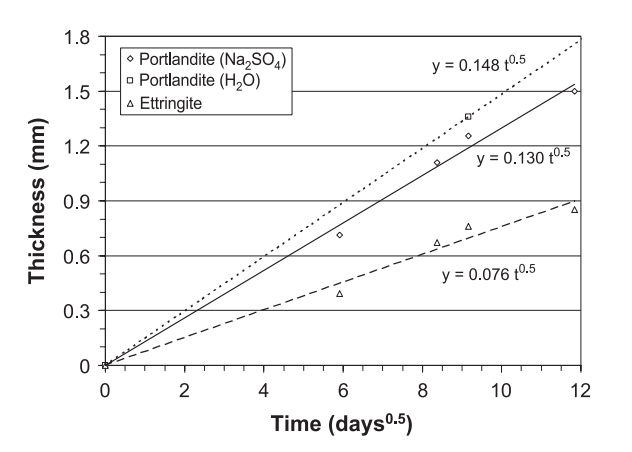 1.8
1.5
1.2
0.9
0.6
0.3
0
Thickness (mm)
Portlandite (Na₂SO₄)
Portlandite (H₂O)
Ettringite
y = 0.148 t⁰·⁵
y = 0.130 t⁰·⁵
y = 0.076 t⁰·⁵
0 2 4 6 8 10 12
Time (days⁰·⁵)